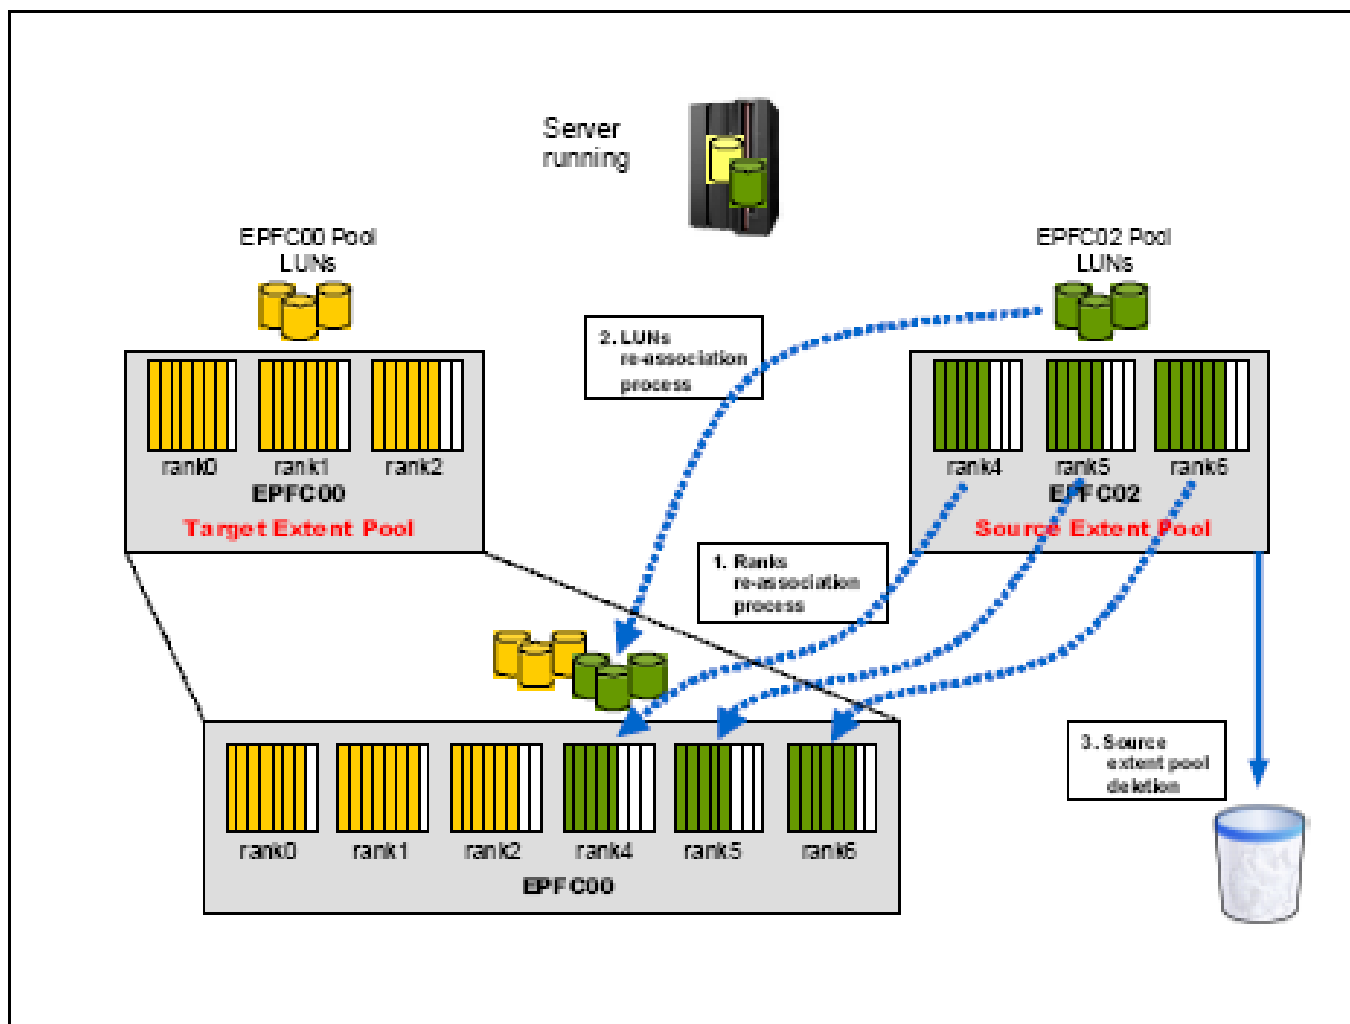 Server
running
EPFC00 Pool
LUNs
EPFC02 Pool
LUNs
2. LUNs
re-association
process
rank0
rank1
rank2
EPFC00
Target Extent Pool
rank4
rank5
rank6
EPFC02
Source Extent Pool
1. Ranks
re-association
process
3. Source
extent pool
deletion
rank0
rank1
rank2
rank4
rank5
rank6
EPFC00